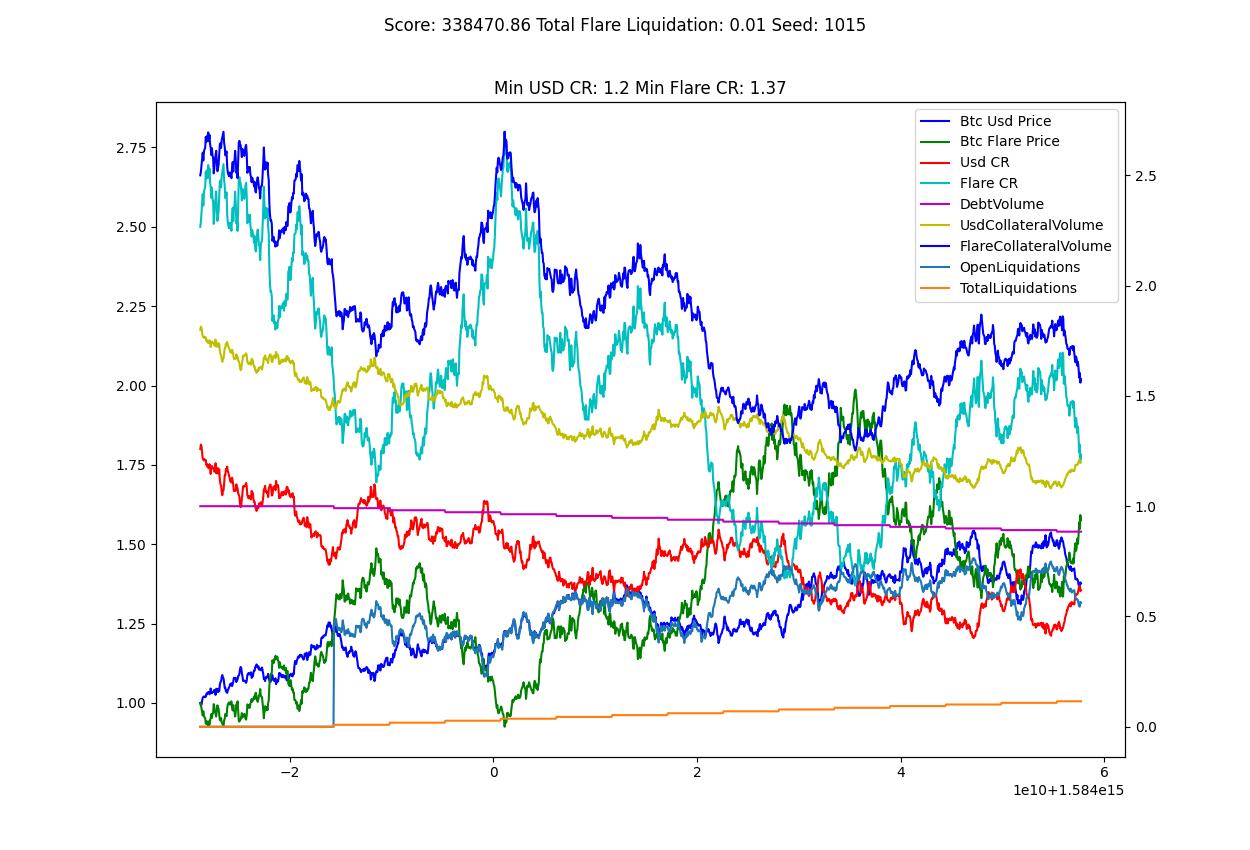 Score: 338470.86 Total Flare Liquidation: 0.01 Seed: 1015
Min USD CR: 1.2 Min Flare CR: 1.37
Btc Usd Price
Btc Flare Price
Usd CR
Flare CR
DebtVolume
UsdCollateralVolume
FlareCollateralVolume
OpenLiquidations
TotalLiquidations
2.75
2.50
2.25
2.00
1.75
1.50
1.25
1.00
2.5
2.0
1.5
1.0
0.5
0.0
−2
0
2
4
6
1e10+1.584e15